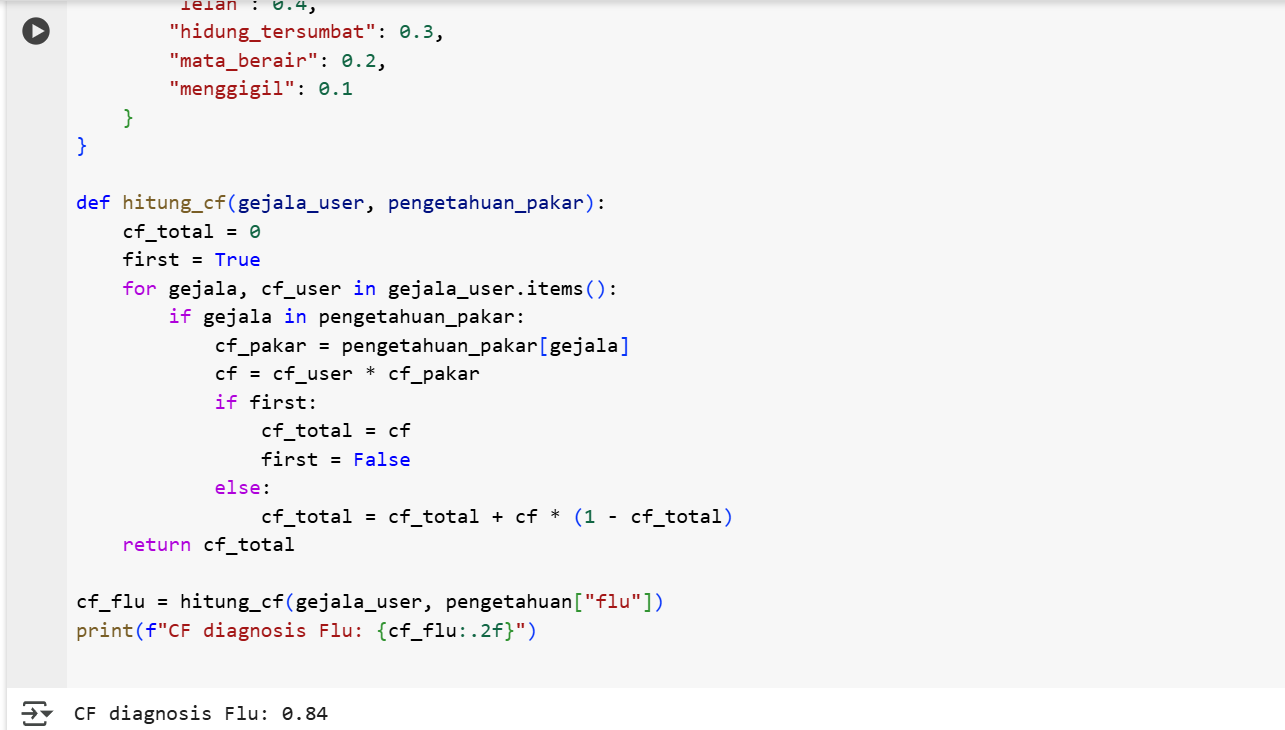 "lelah": 0.4,
"hidung_tersumbat": 0.3,
"mata_berair": 0.2,
"menggigil": 0.1
}
}
def hitung_cf(gejala_user, pengetahuan_pakar):
cf_total = 0
first = True
for gejala, cf_user in gejala_user.items():
if gejala in pengetahuan_pakar:
cf_pakar = pengetahuan_pakar[gejala]
cf = cf_user * cf_pakar
if first:
cf_total = cf
first = False
else:
cf_total = cf_total + cf * (1 - cf_total)
return cf_total
cf_flu = hitung_cf(gejala_user, pengetahuan["flu"])
print(f"CF diagnosis Flu: {cf_flu:.2f}")
CF diagnosis Flu: 0.84